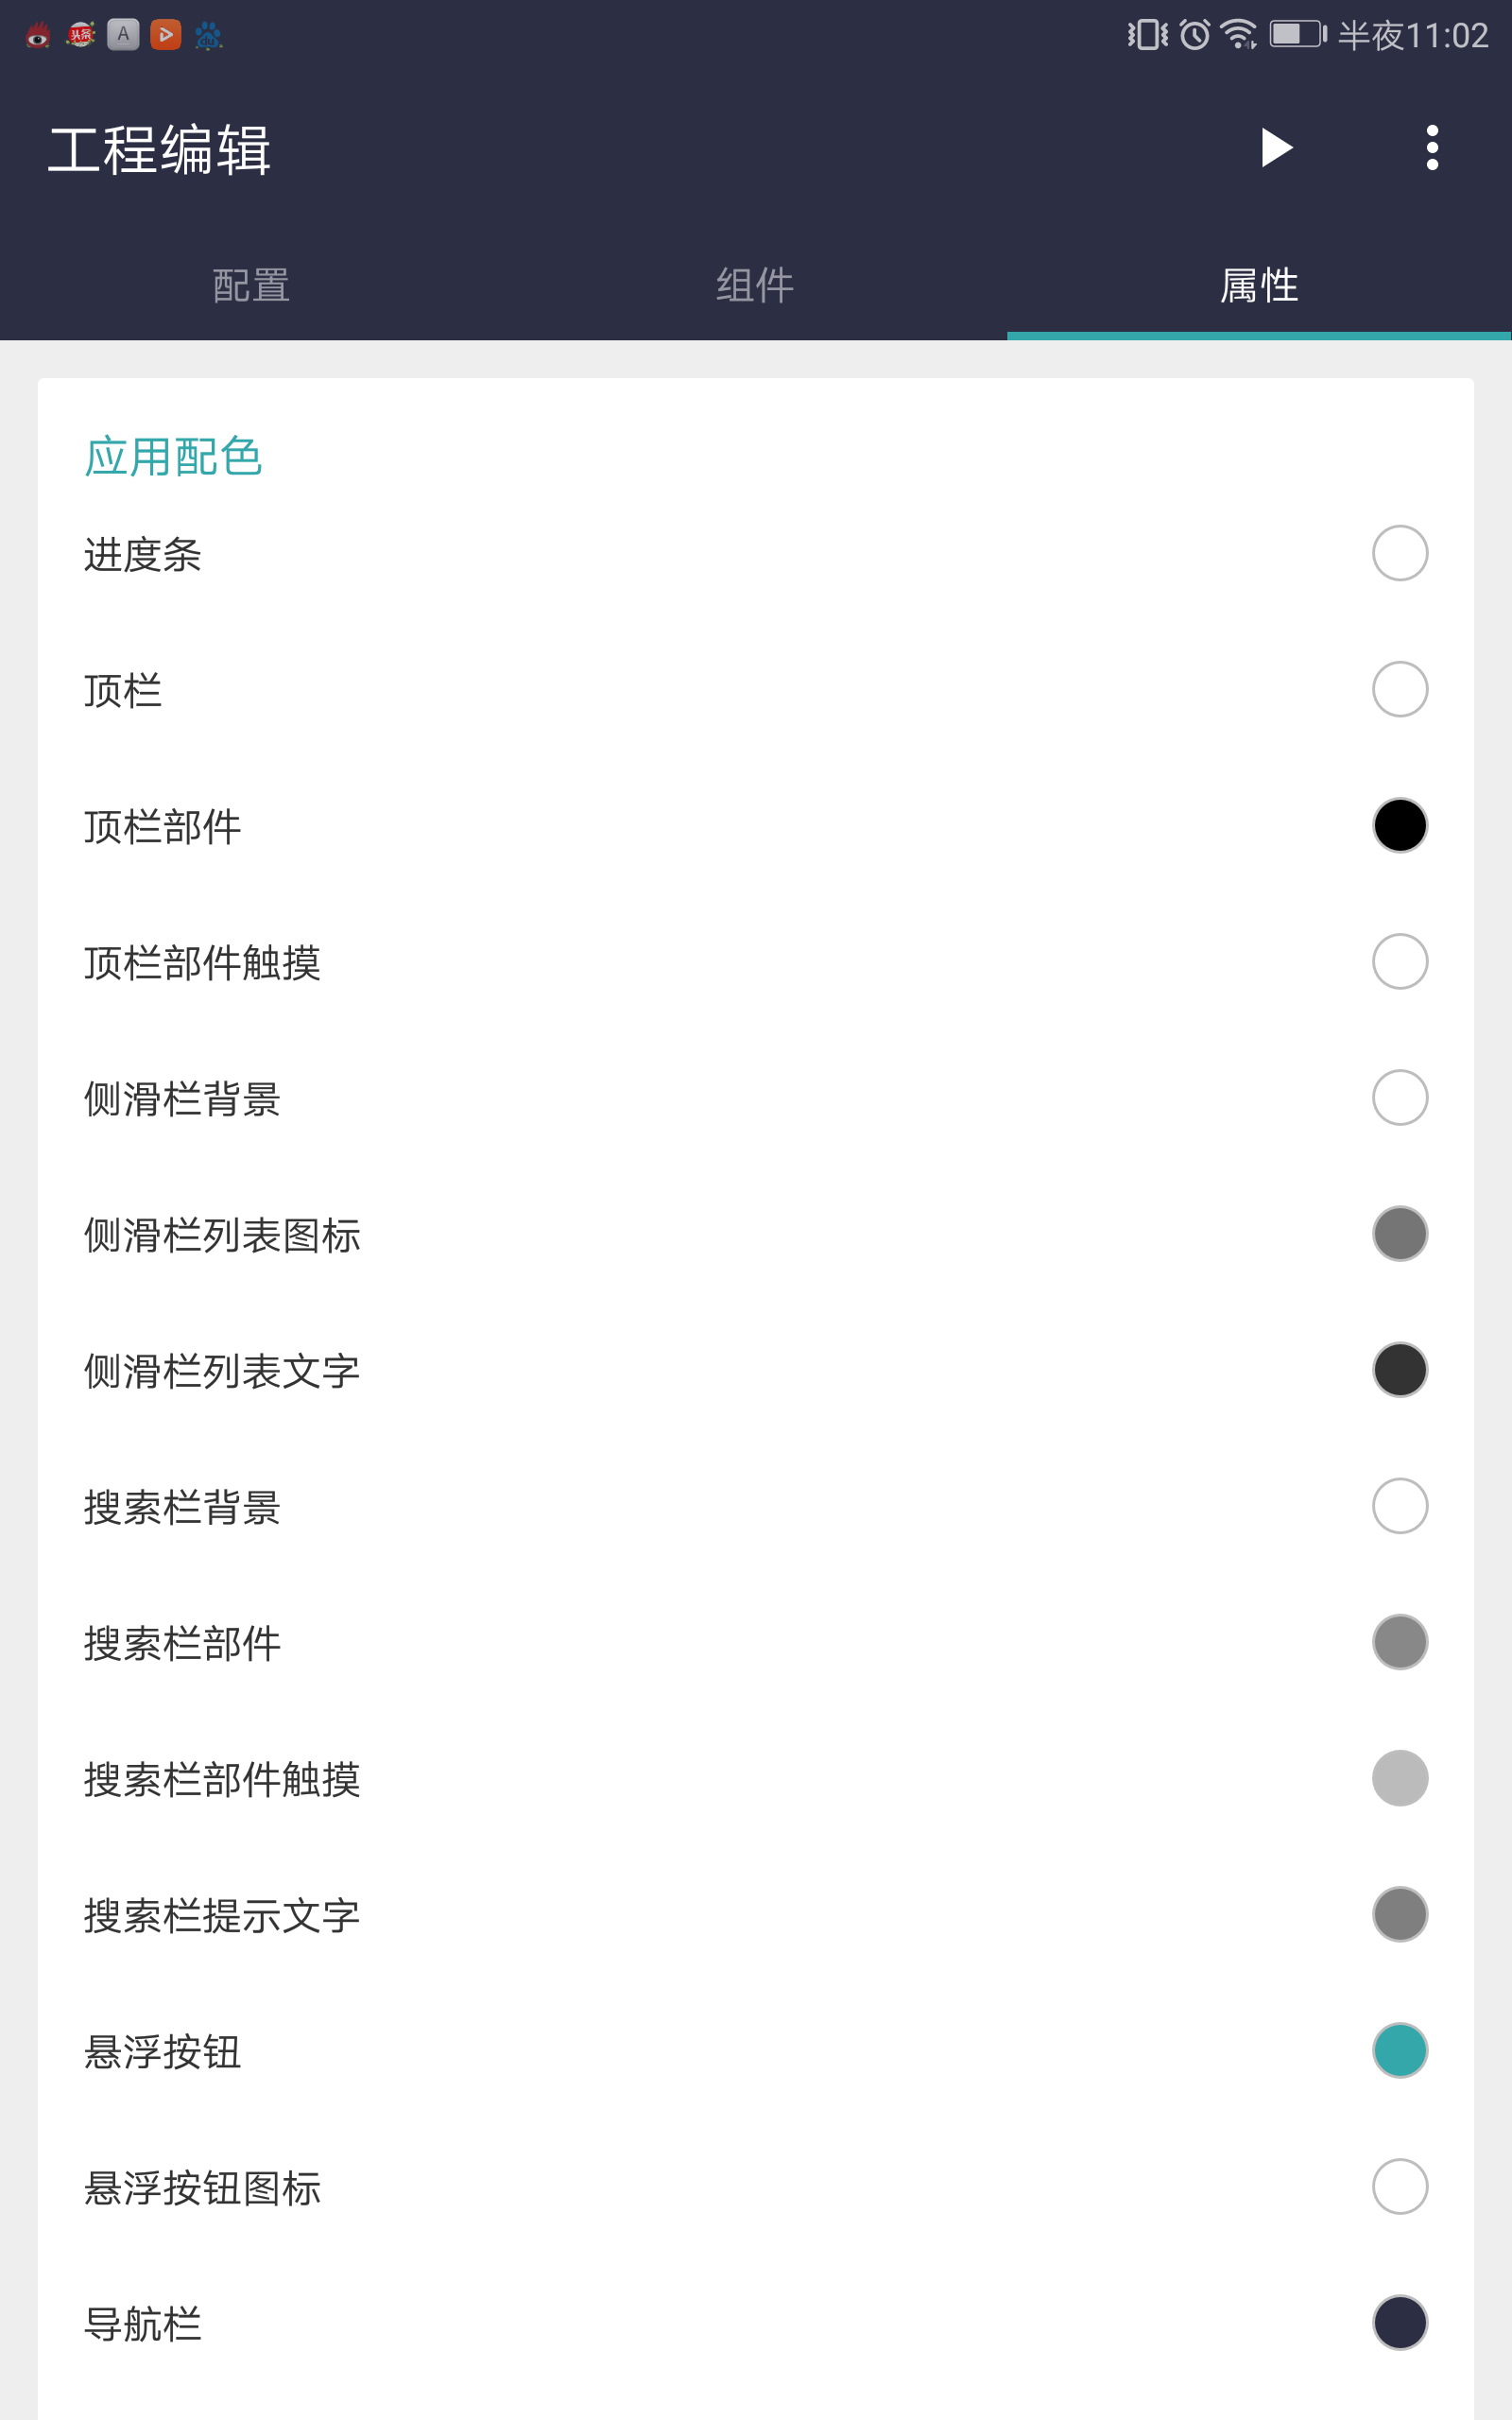 头条 A du 半夜11:02
工程编辑
配置 组件 属性
应用配色
进度条
顶栏
顶栏部件
顶栏部件触摸
侧滑栏背景
侧滑栏列表图标
侧滑栏列表文字
搜索栏背景
搜索栏部件
搜索栏部件触摸
搜索栏提示文字
悬浮按钮
悬浮按钮图标
导航栏